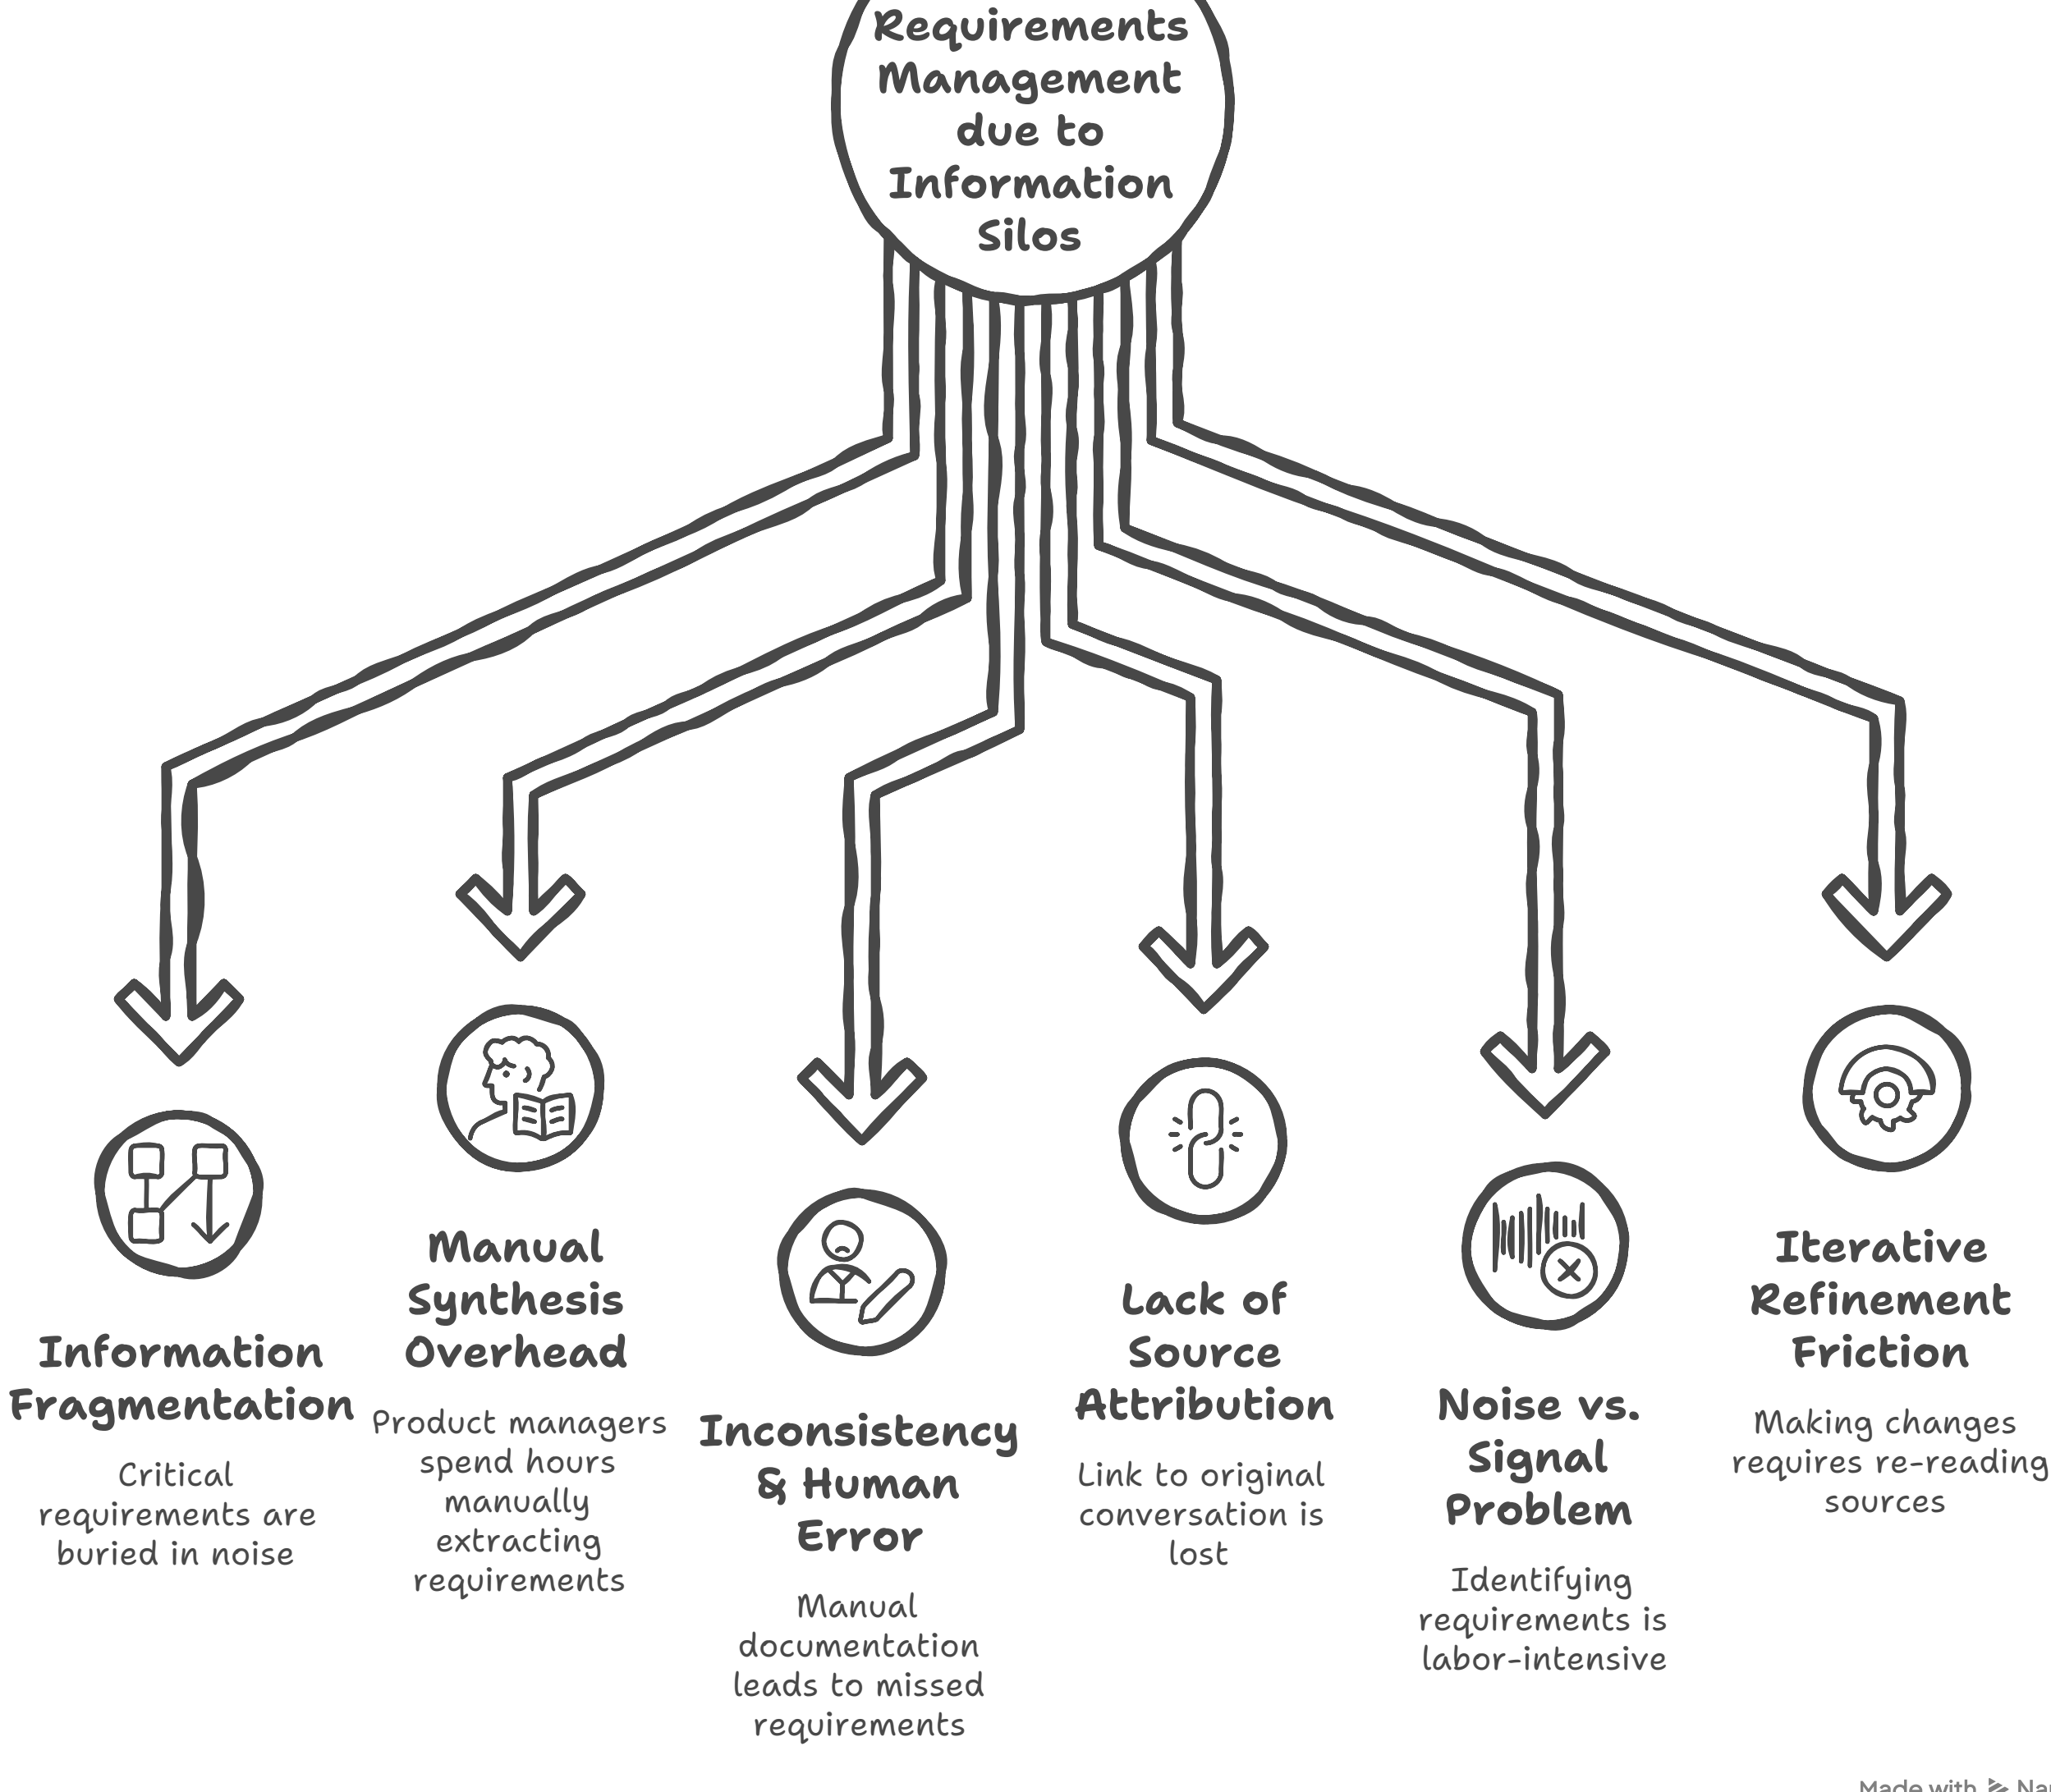 Requirements
Management
due to
Information
Silos
Information
Fragmentation
Critical
requirements are
buried in noise
Manual
Synthesis
Overhead
Product managers
spend hours
manually
extracting
requirements
Inconsistency
& Human
Error
Manual
documentation
leads to missed
requirements
Lack of
Source
Attribution
Link to original
conversation is
lost
Noise vs.
Signal
Problem
Identifying
requirements is
labor-intensive
Iterative
Refinement
Friction
Making changes
requires re-reading
sources
Made with